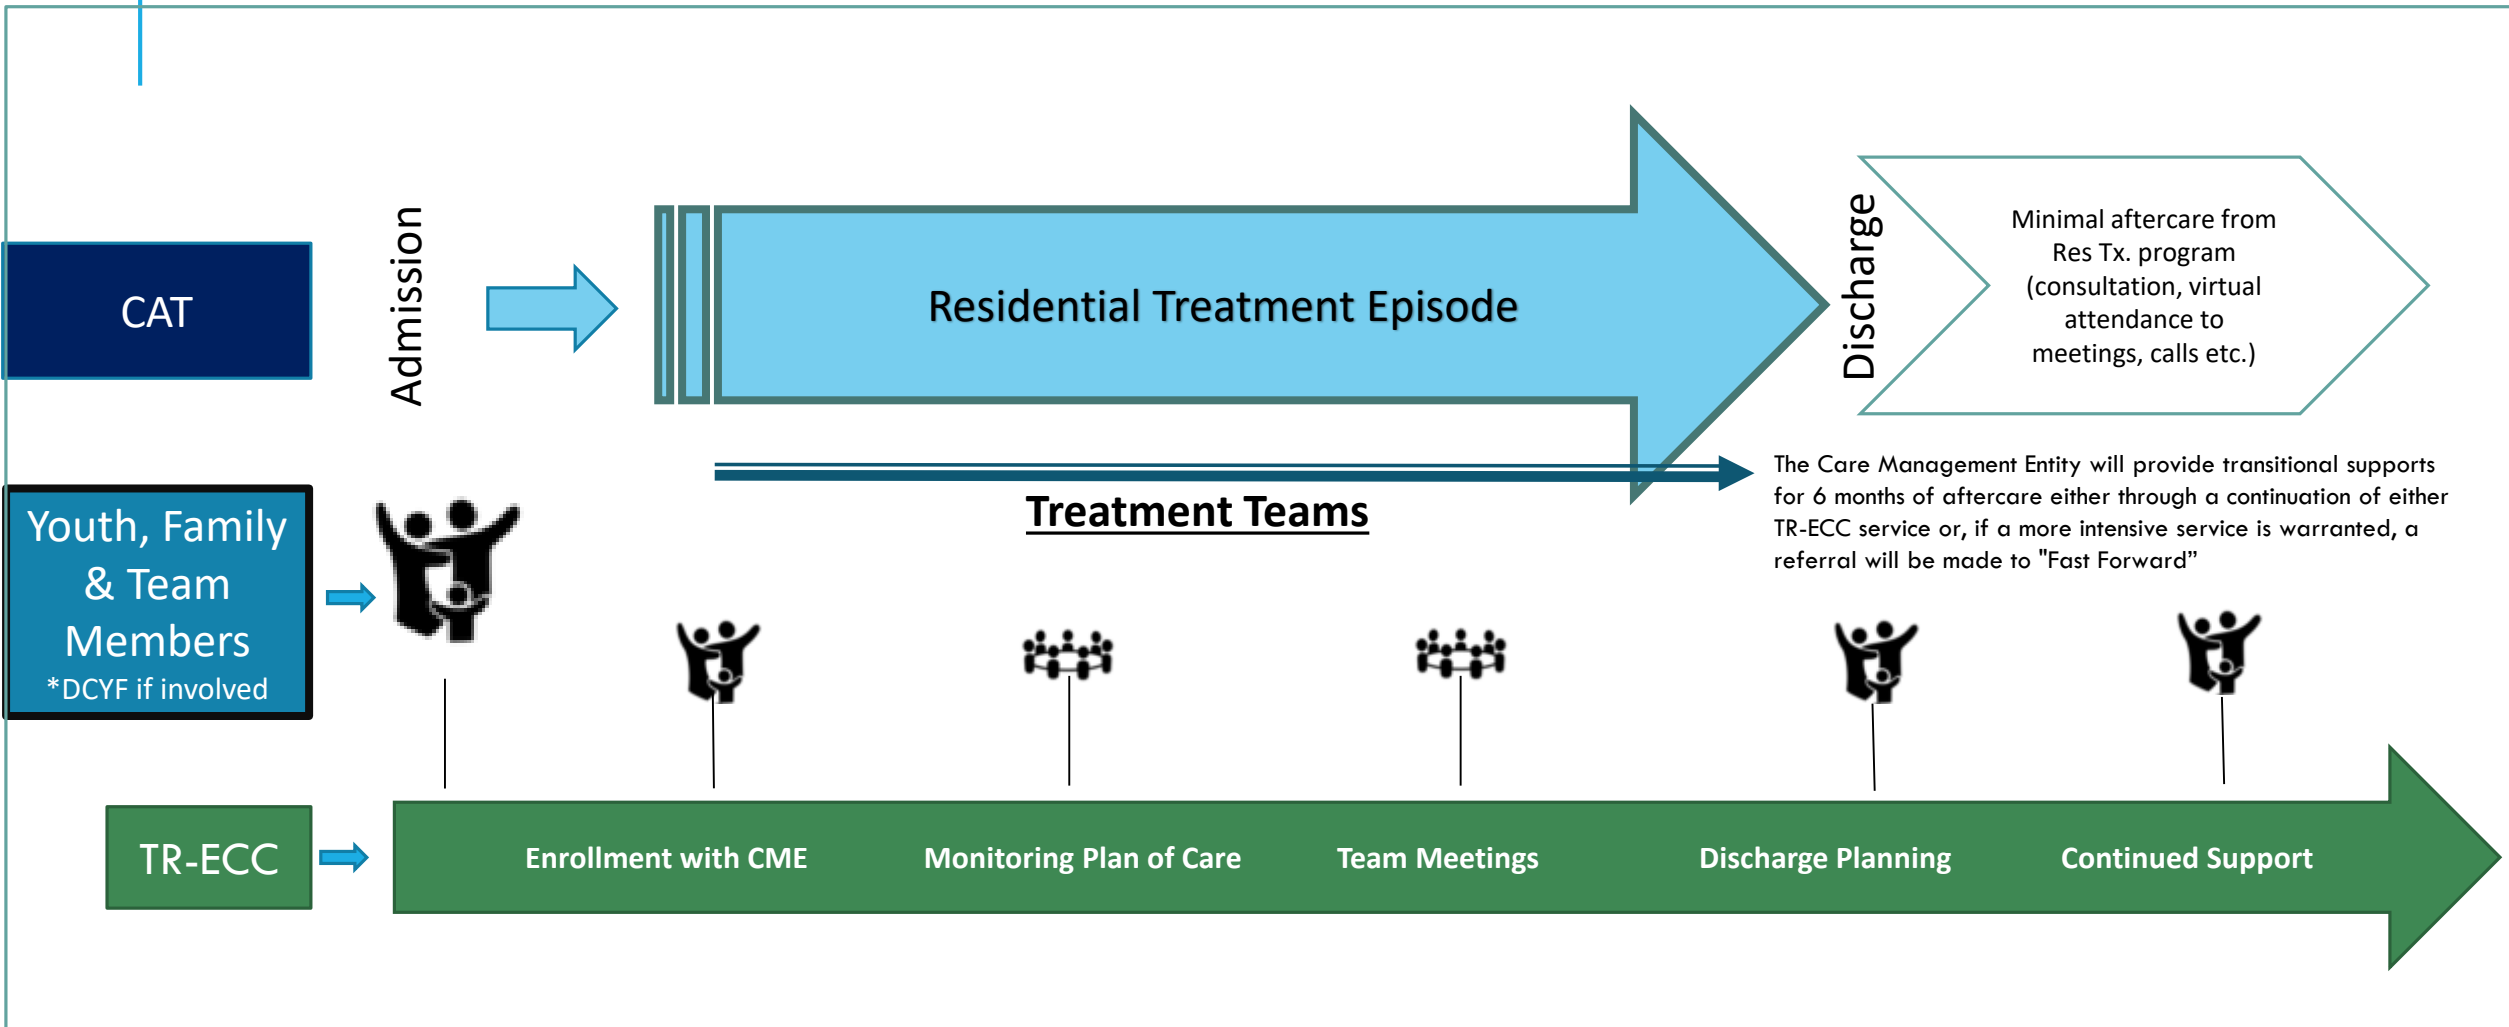 CAT
Admission
Residential Treatment Episode
Discharge
Minimal aftercare from
Res Tx. program
(consultation, virtual
attendance to
meetings, calls etc.)
Youth, Family
& Team
Members
*DCYF if involved
Treatment Teams
The Care Management Entity will provide transitional supports
for 6 months of aftercare either through a continuation of either
TR-ECC service or, if a more intensive service is warranted, a
referral will be made to "Fast Forward”
TR-ECC
Enrollment with CME
Monitoring Plan of Care
Team Meetings
Discharge Planning
Continued Support